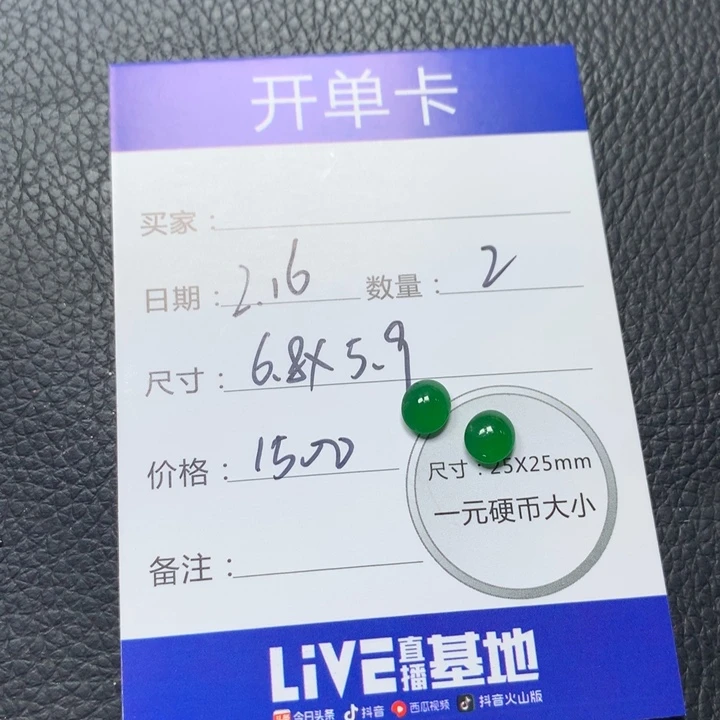 开单卡
买家：
日期：2.16 数量：2
尺寸：6.8X5.9
价格：1500
尺寸：25X25mm
一元硬币大小
备注：
LiVE直播基地
头条 今日头条 抖音 西瓜视频 抖音火山版